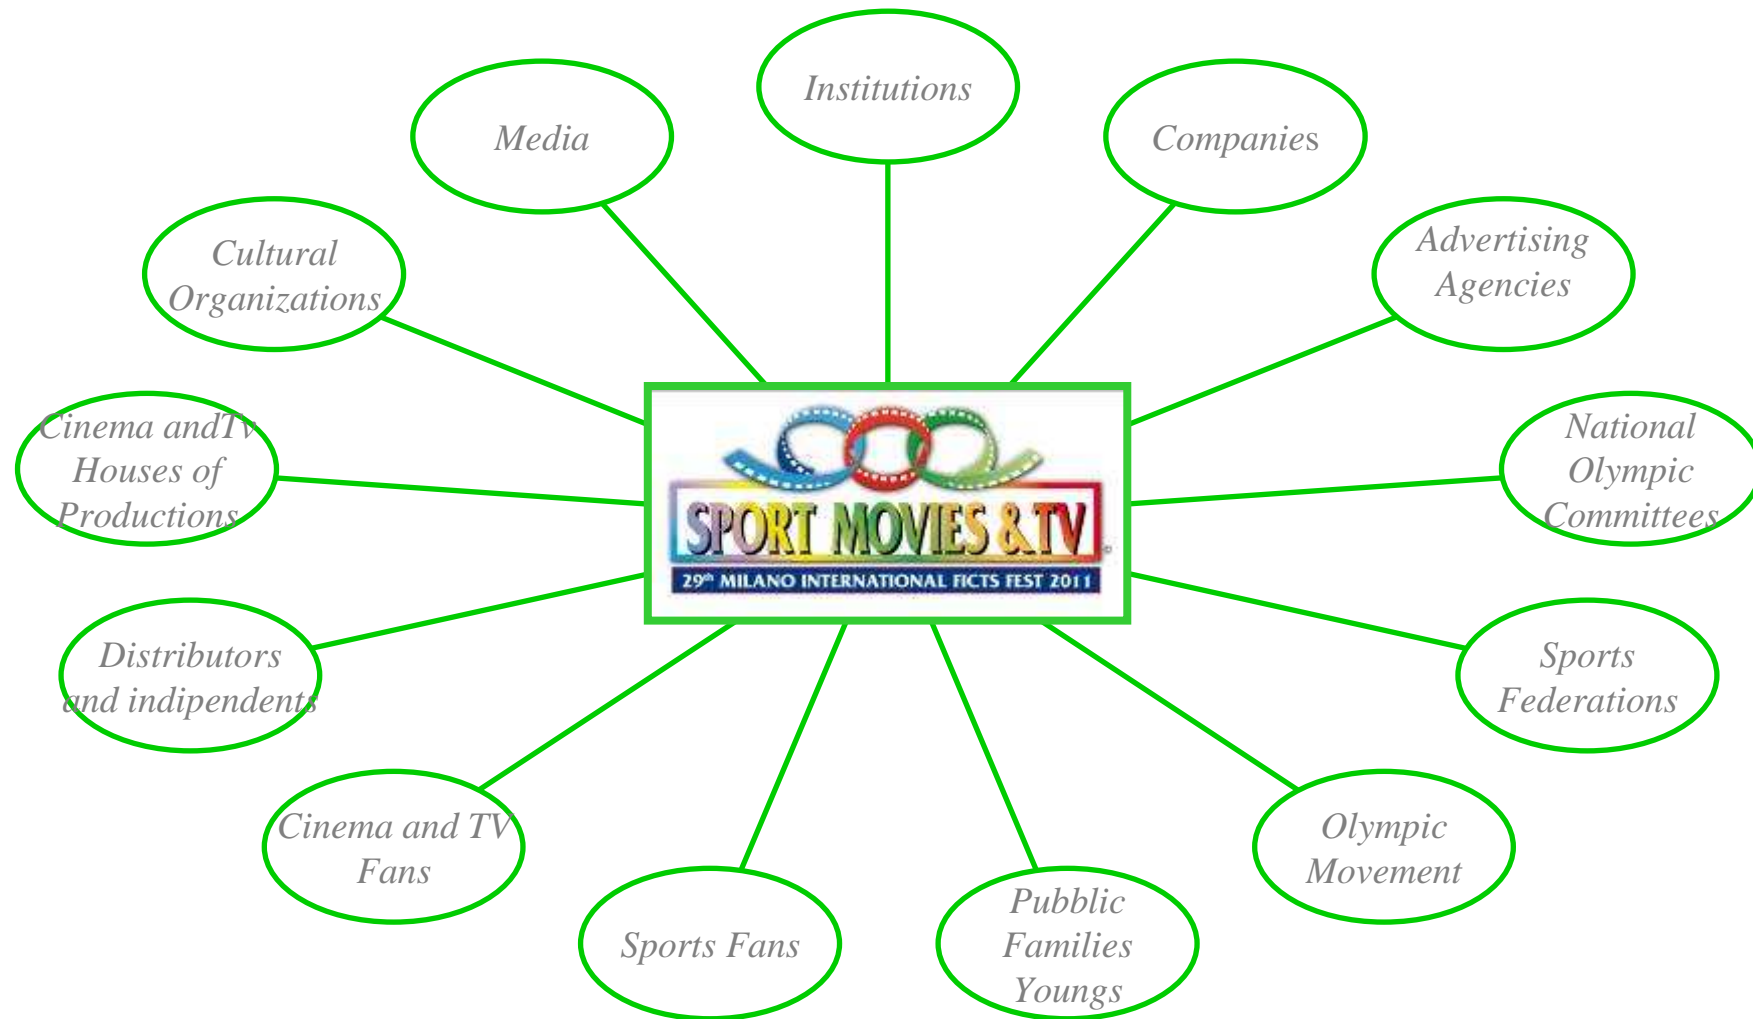 Institutions
Media
Companies
Cultural
Organizations
Advertising
Agencies
Cinema andTv
Houses of
Productions
National
Olympic
Committees
SPORT MOVIES & TV
29th MILANO INTERNATIONAL FICTS FEST 2011
Distributors
and indipendents
Sports
Federations
Cinema and TV
Fans
Olympic
Movement
Sports Fans
Pubblic
Families
Youngs